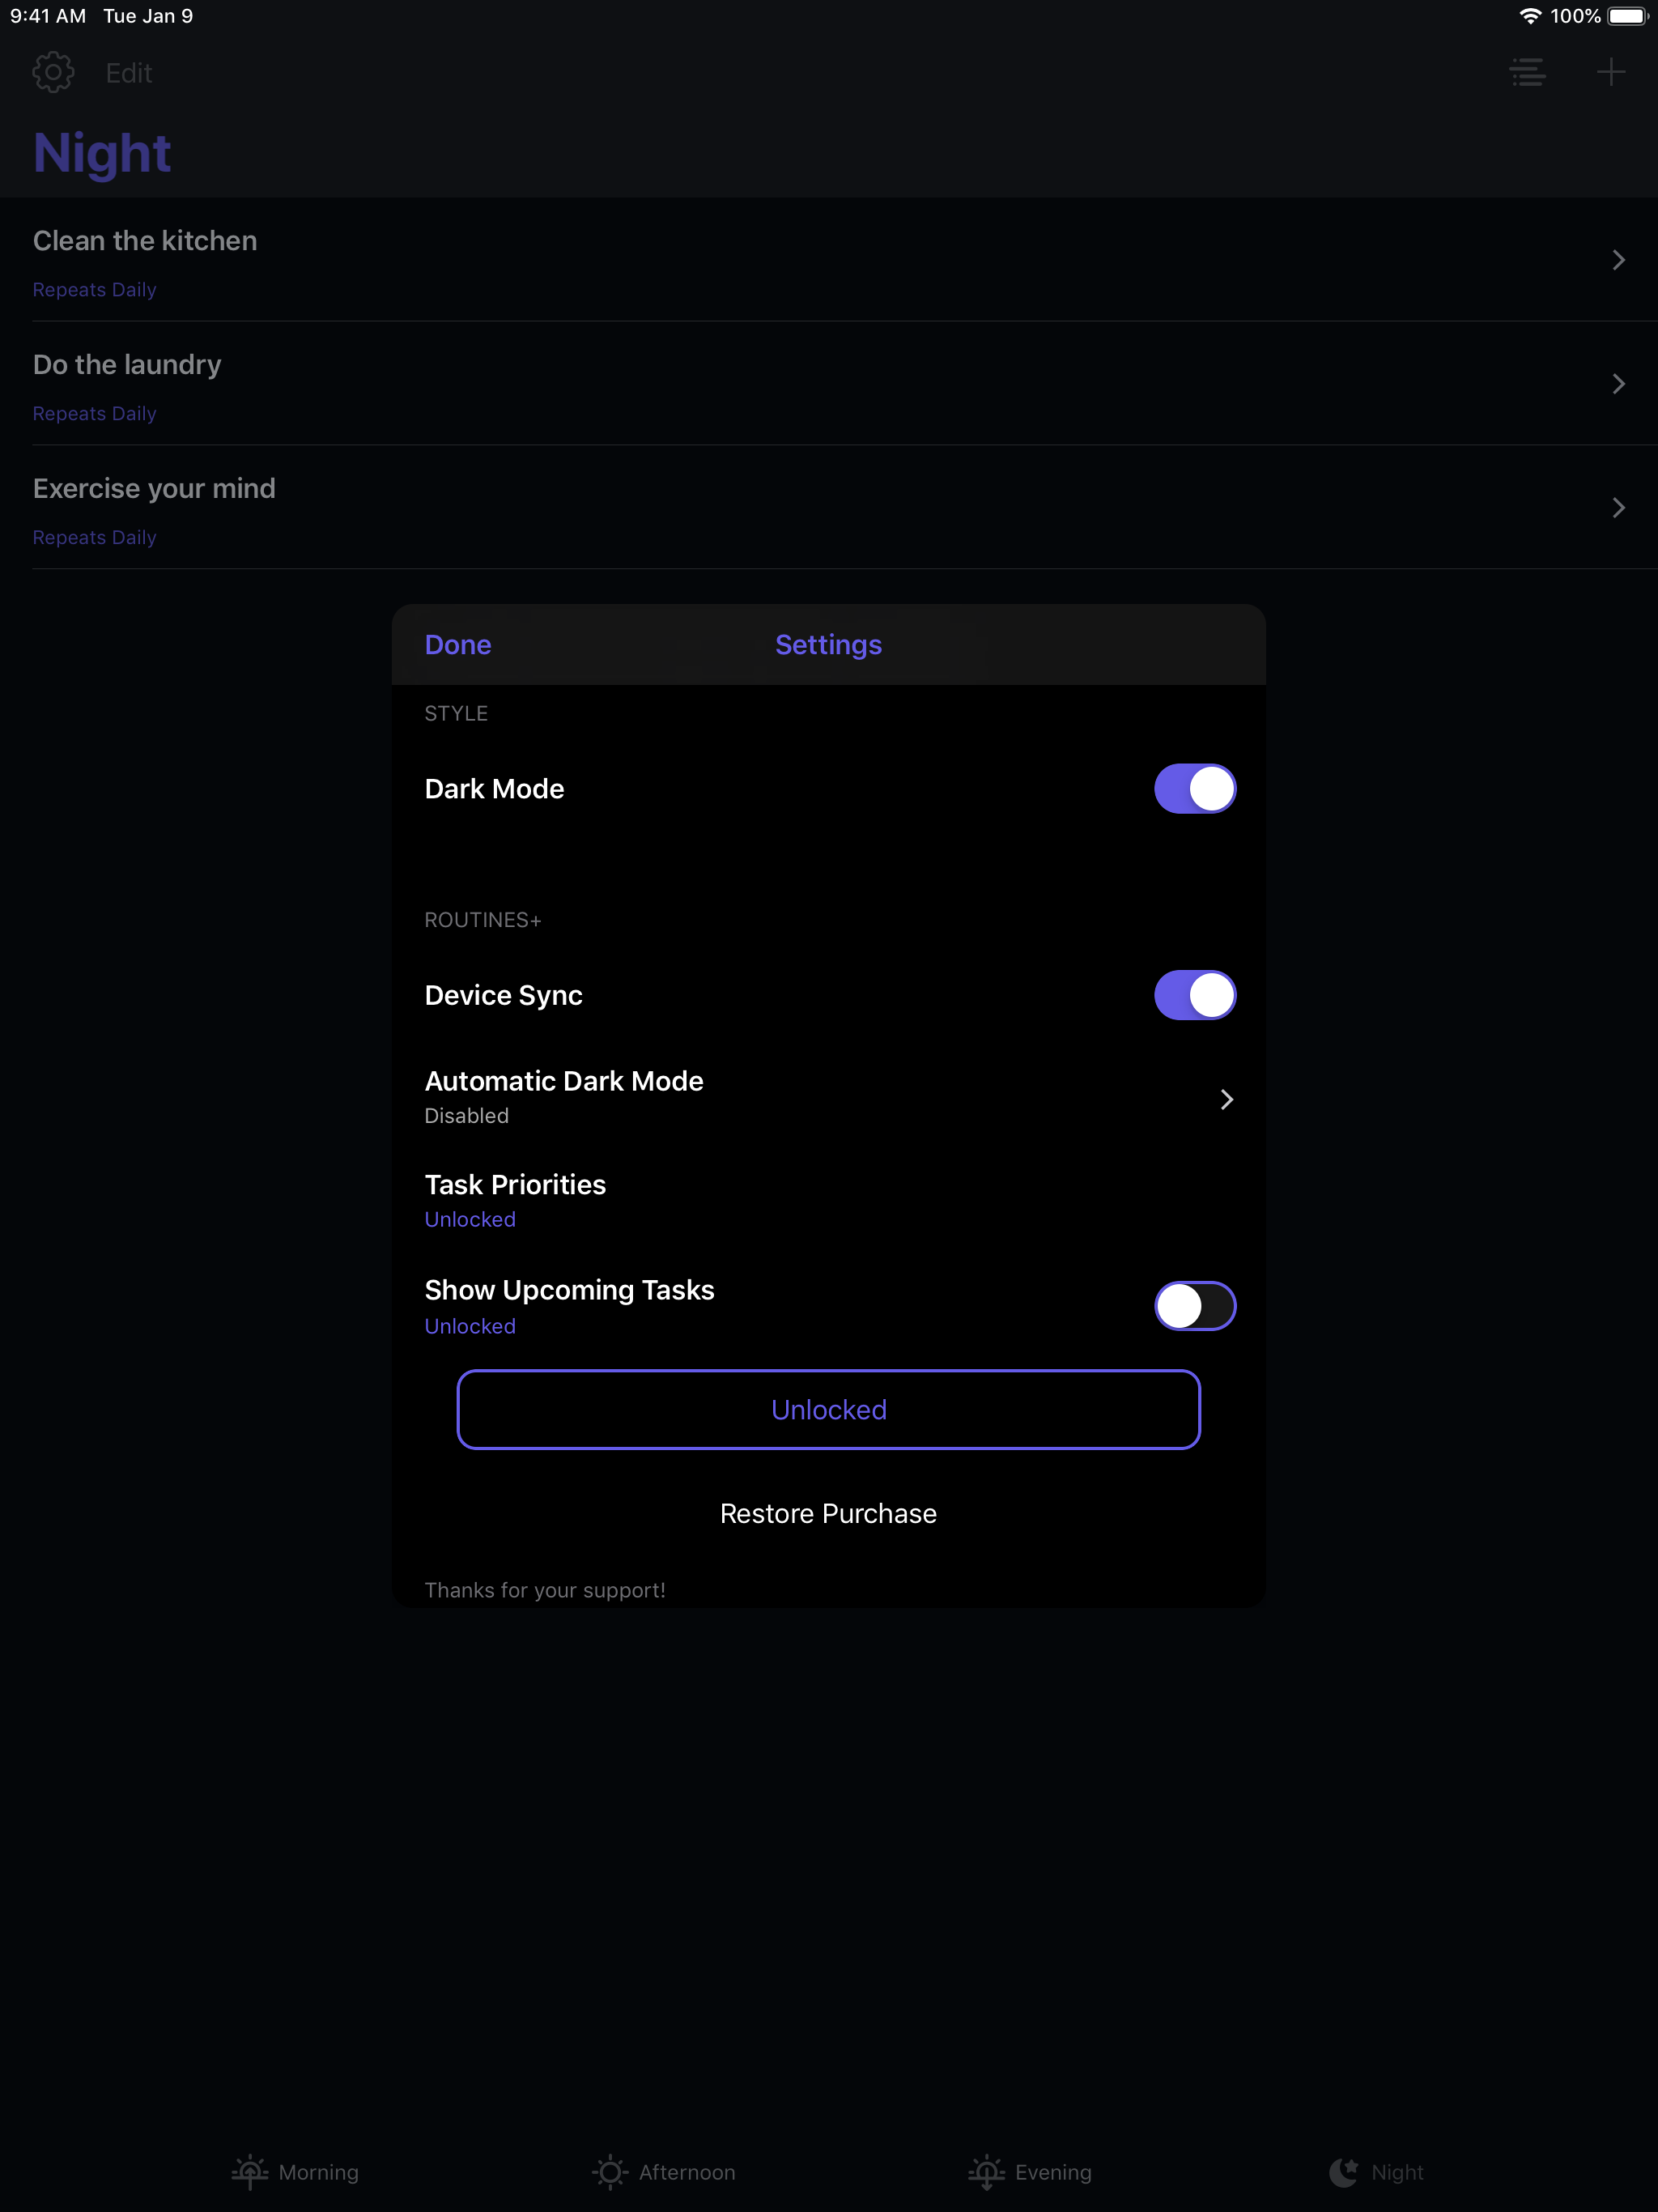 9:41 AM Tue Jan 9 100%
Edit
Night
Clean the kitchen
Repeats Daily
Do the laundry
Repeats Daily
Exercise your mind
Repeats Daily
Done Settings
STYLE
Dark Mode
ROUTINES+
Device Sync
Automatic Dark Mode
Disabled
Task Priorities
Unlocked
Show Upcoming Tasks
Unlocked
Unlocked
Restore Purchase
Thanks for your support!
Morning Afternoon Evening Night